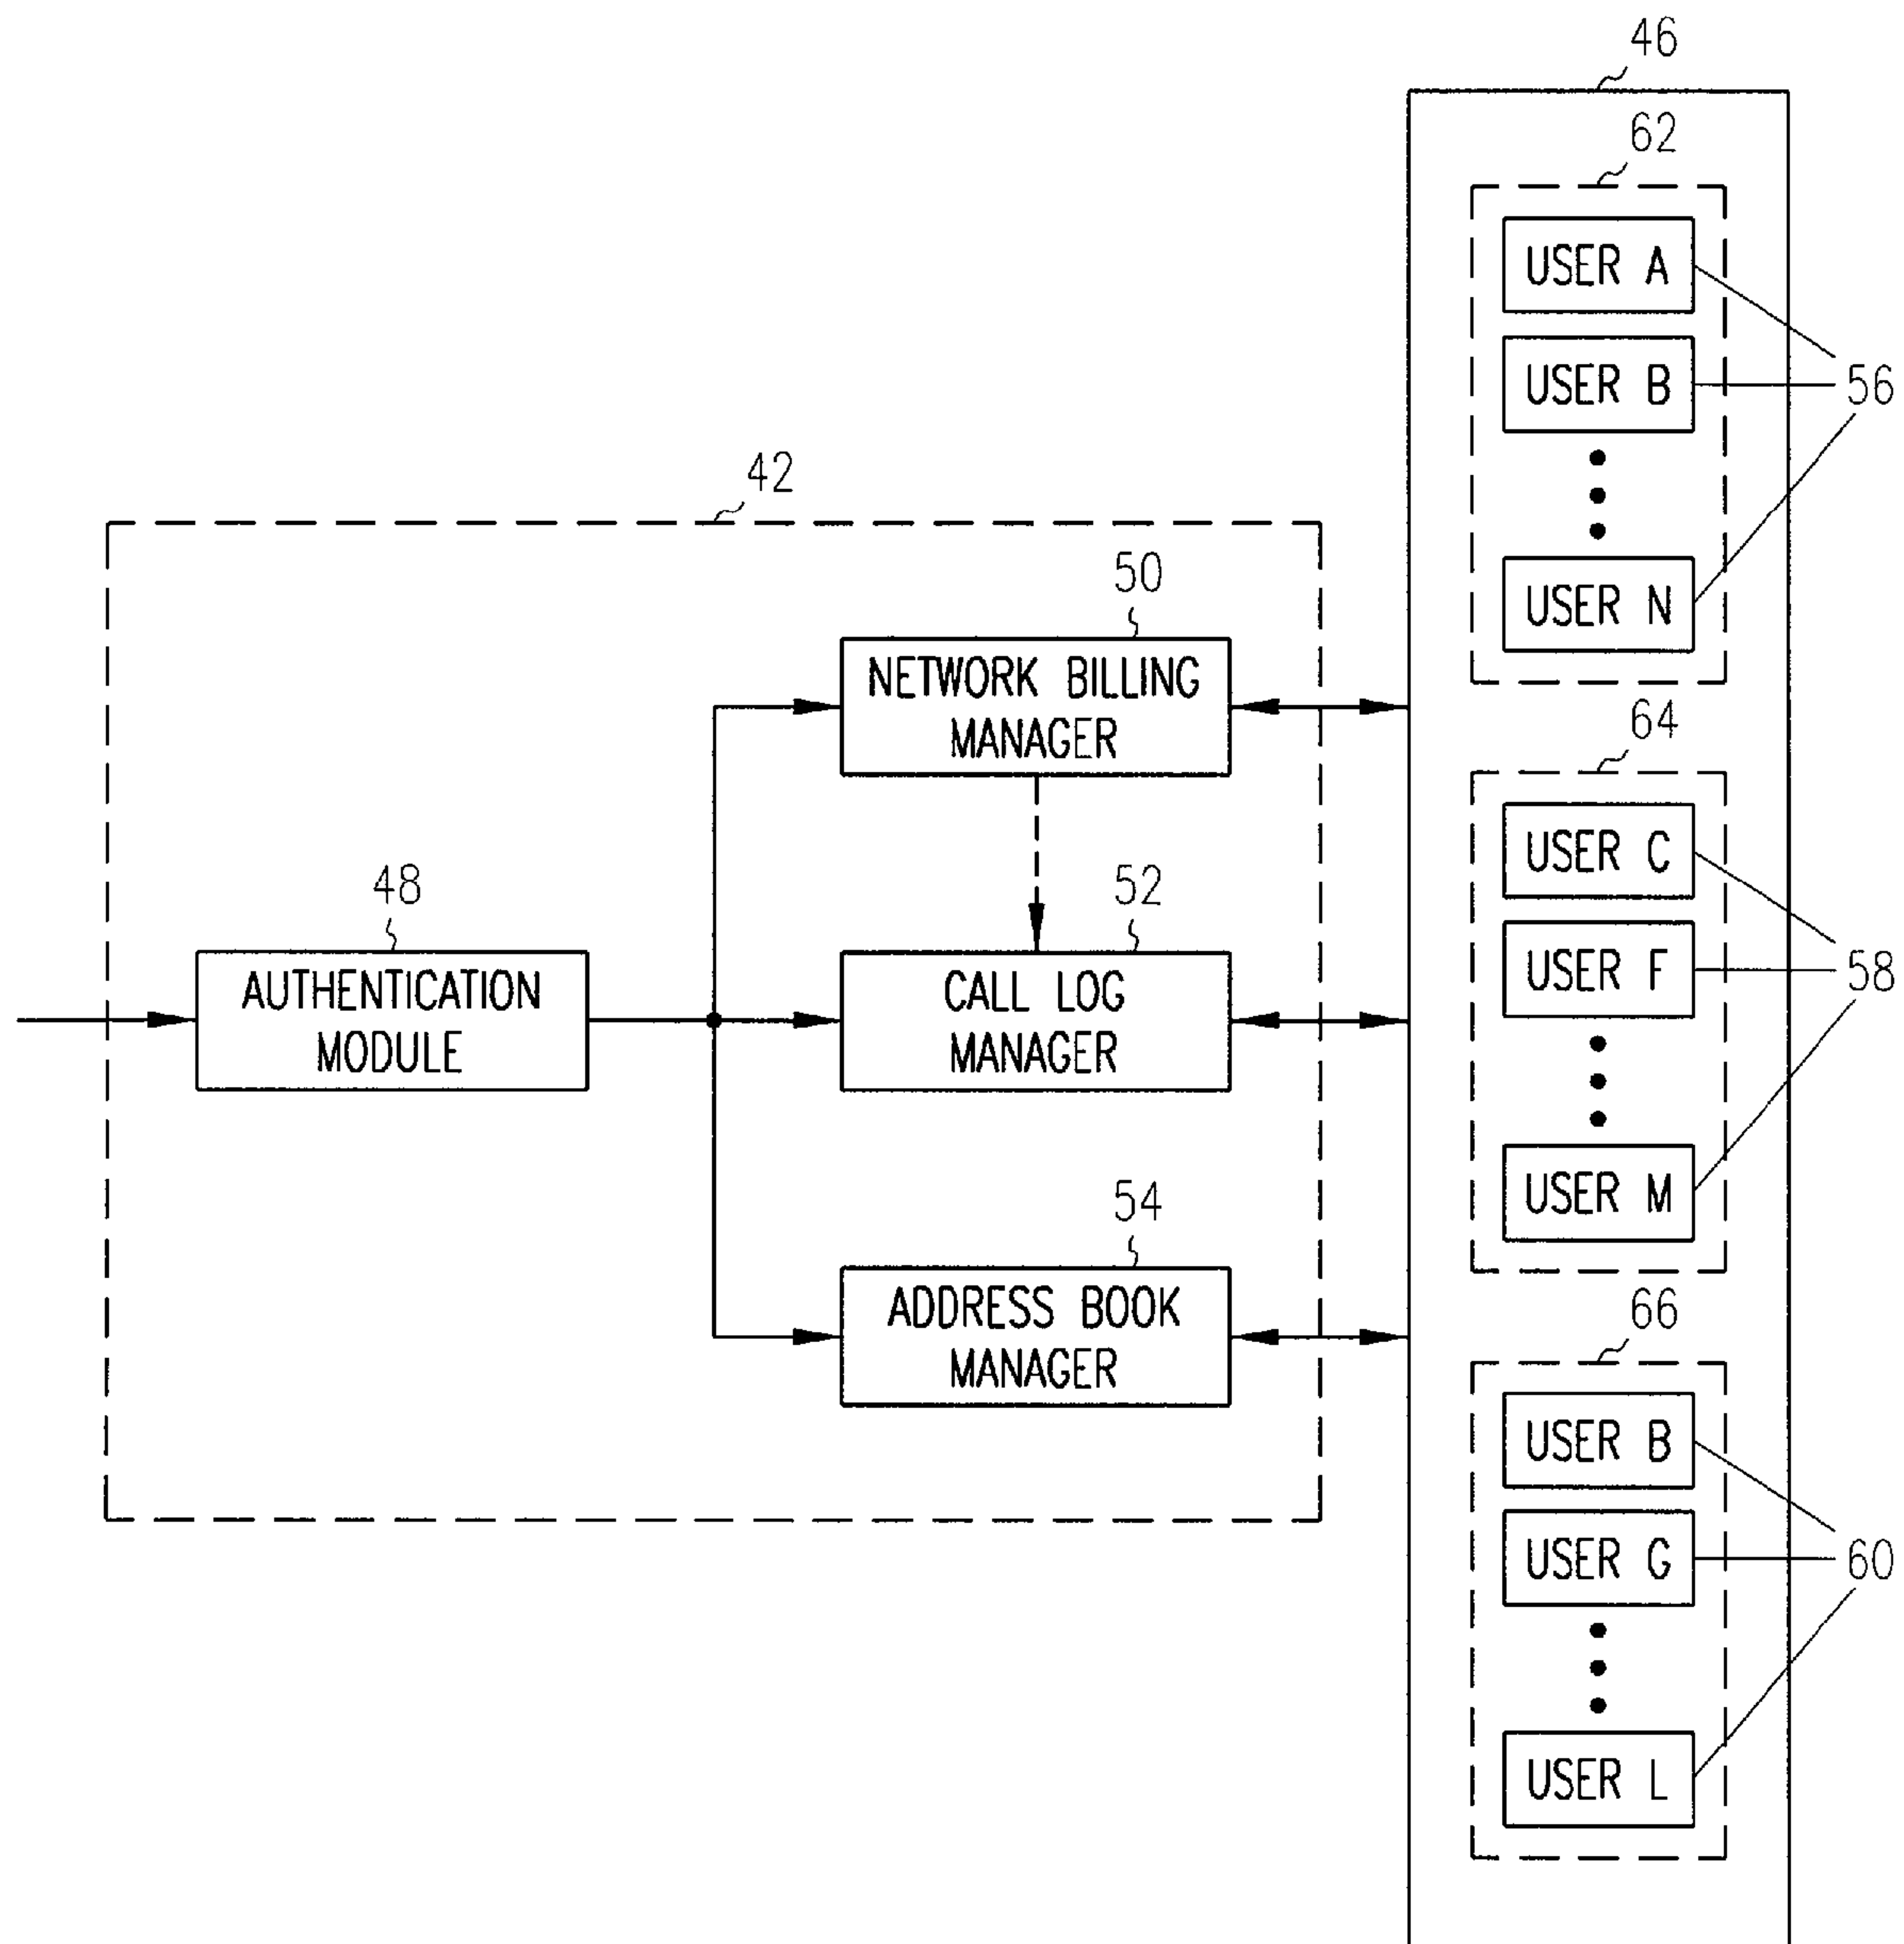 46
62
USER A
USER B
56
USER N
42
50
NETWORK BILLING
MANAGER
64
USER C
48
52
USER F
58
AUTHENTICATION
MODULE
CALL LOG
MANAGER
USER M
54
ADDRESS BOOK
MANAGER
66
USER B
USER G
60
USER L